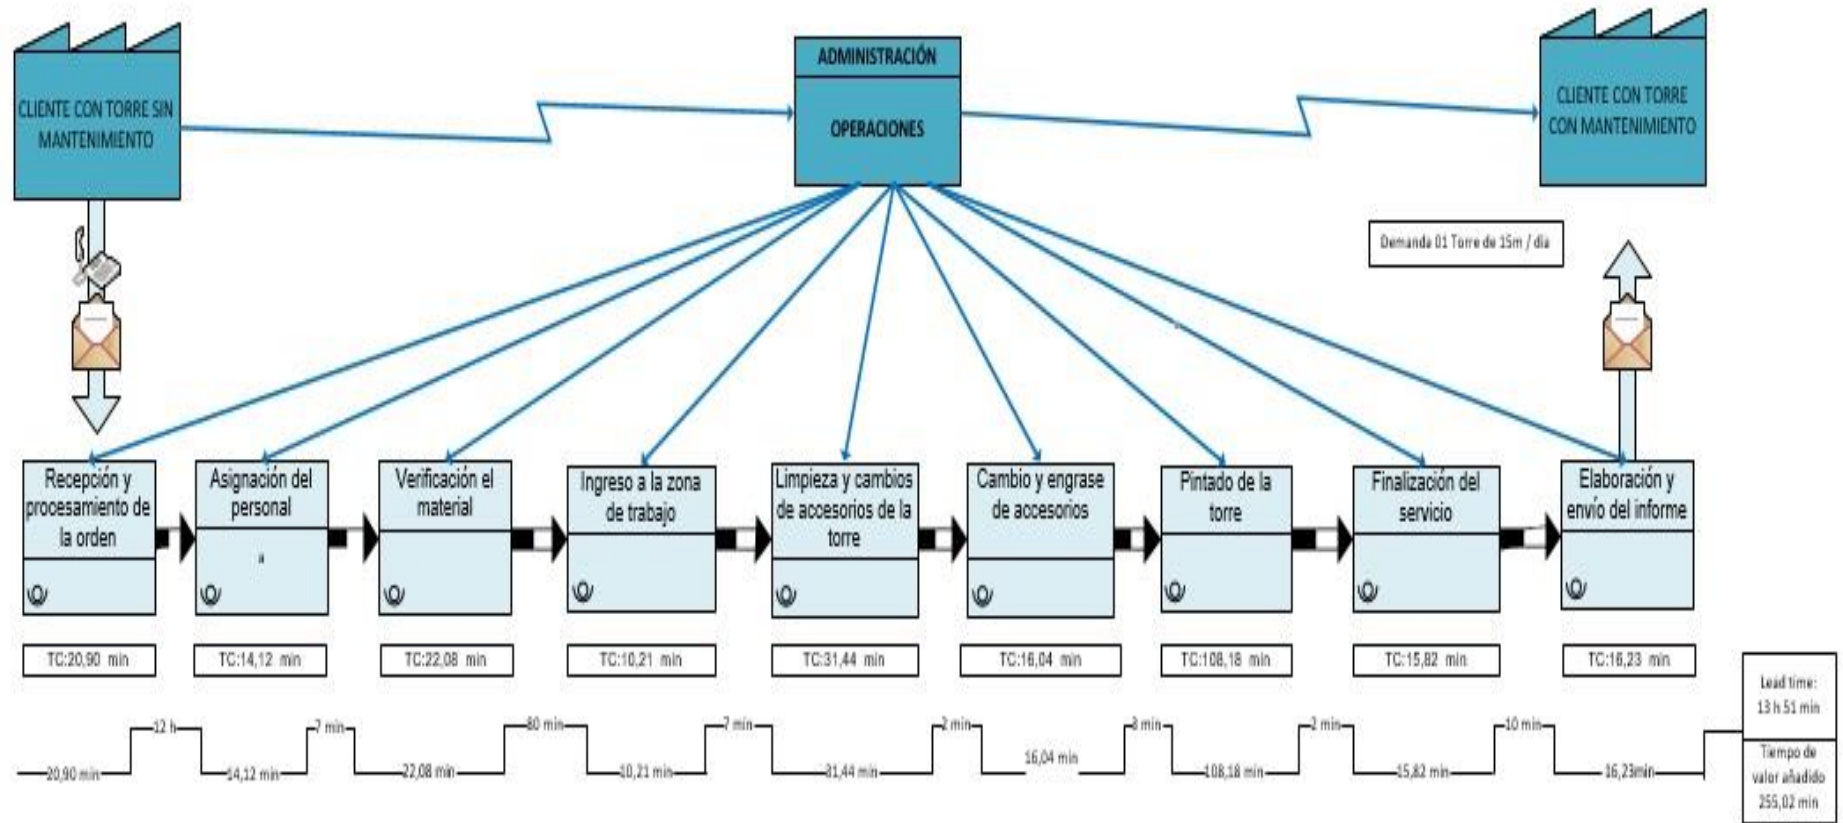 CLIENTE CON TORRE SIN
MANTENIMIENTO
ADMINISTRACIÓN
OPERACIONES
CLIENTE CON TORRE
CON MANTENIMIENTO
Demanda 01 Torre de 15m / dia
Recepción y
procesamiento de
la orden
Asignación del
personal
Verificación el
material
Ingreso a la zona
de trabajo
Limpieza y cambios
de accesorios de la
torre
Cambio y engrase
de accesorios
Pintado de la
torre
Finalización del
servicio
Elaboración y
envío del informe
TC:20,90 min
TC:14,12 min
TC:22,08 min
TC:10,21 min
TC:31,44 min
TC:16,04 min
TC:108,18 min
TC:15,82 min
TC:16,23 min
12 h
7 min
80 min
7 min
2 min
3 min
2 min
10 min
20,90 min
14,12 min
22,08 min
10,21 min
31,44 min
16,04 min
108,18 min
15,82 min
16,23min
Lead time:
13 h 51 min
Tiempo de
valor añadido
255,02 min